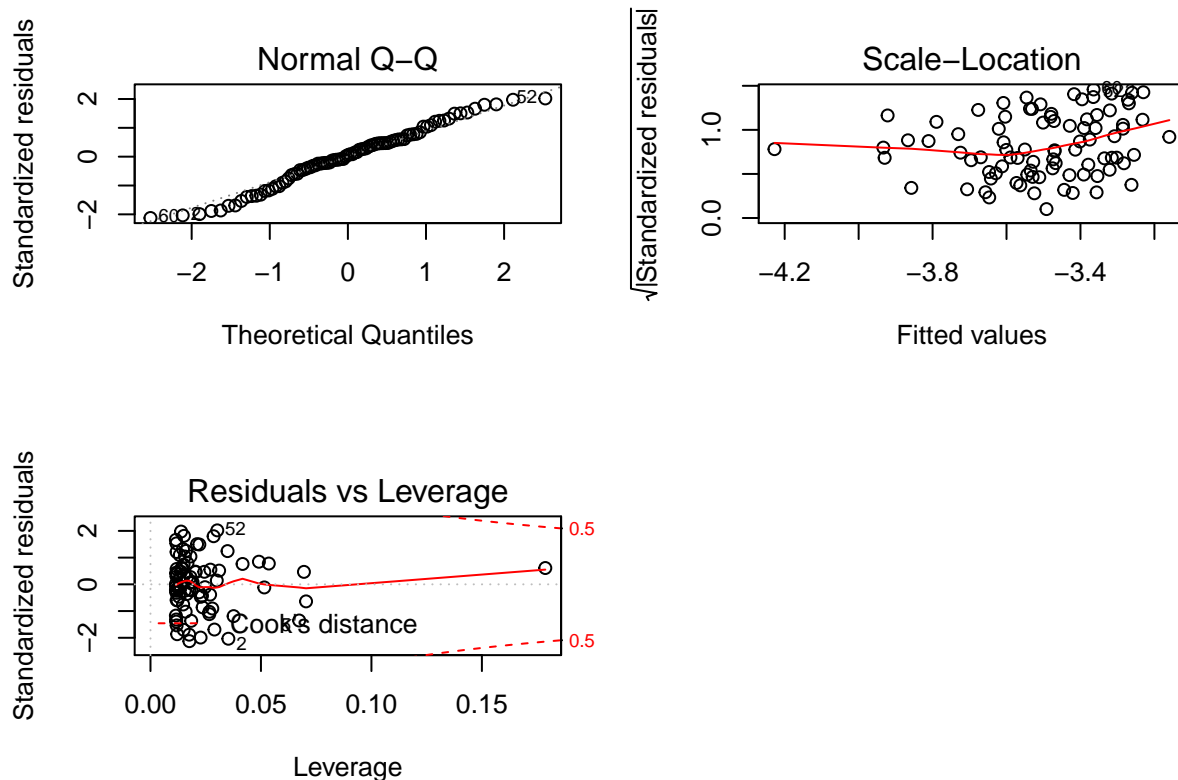 Normal Q−Q
Standardized residuals
2
0
−2
52
60
−2
−1
0
1
2
Theoretical Quantiles
Scale−Location
√|Standardized residuals|
1.0
0.0
−4.2
−3.8
−3.4
Fitted values
Residuals vs Leverage
Standardized residuals
2
0
−2
52
0.5
Cook's distance
2
0.5
0.00
0.05
0.10
0.15
Leverage